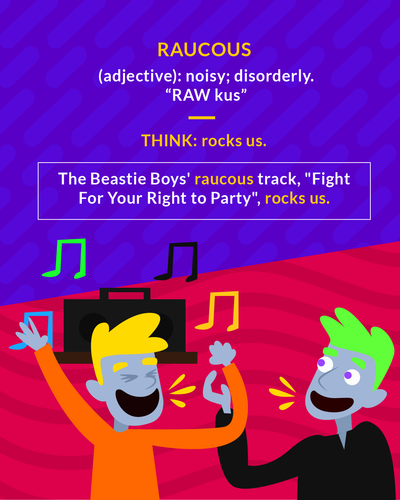 RAUCOUS
(adjective): noisy; disorderly.
“RAW kus”
THINK: rocks us.
The Beastie Boys' raucous track, "Fight
For Your Right to Party", rocks us.